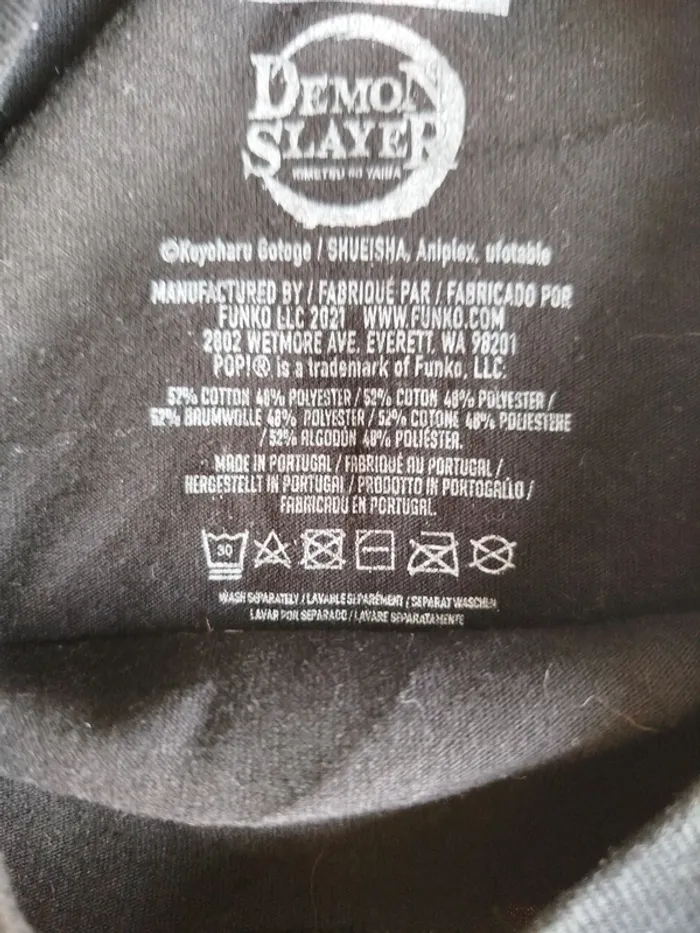 DEMON
SLAYER
KIMETSU NO YAIBA
©Koyoharu Gotoge / SHUEISHA, Aniplex, ufotable
MANUFACTURED BY / FABRIQUÉ PAR / FABRICADO POR
FUNKO LLC 2021 WWW.FUNKO.COM
2802 WETMORE AVE. EVERETT, WA 98201
POP!® is a trademark of Funko, LLC.
52% COTTON 48% POLYESTER / 52% COTON 48% POLYESTER /
52% BAUMWOLLE 48% POLYESTER / 52% COTONE 48% POLIESTERE
/ 52% ALGODÓN 48% POLIÉSTER.
MADE IN PORTUGAL / FABRIQUÉ AU PORTUGAL /
HERGESTELLT IN PORTUGAL / PRODOTTO IN PORTOGALLO /
FABRICADO EN PORTUGAL.
30
WASH SEPARATELY / LAVABLE SÉPARÉMENT / SEPARAT WASCHEN
LAVAR POR SEPARADO / LAVARE SEPARATAMENTE